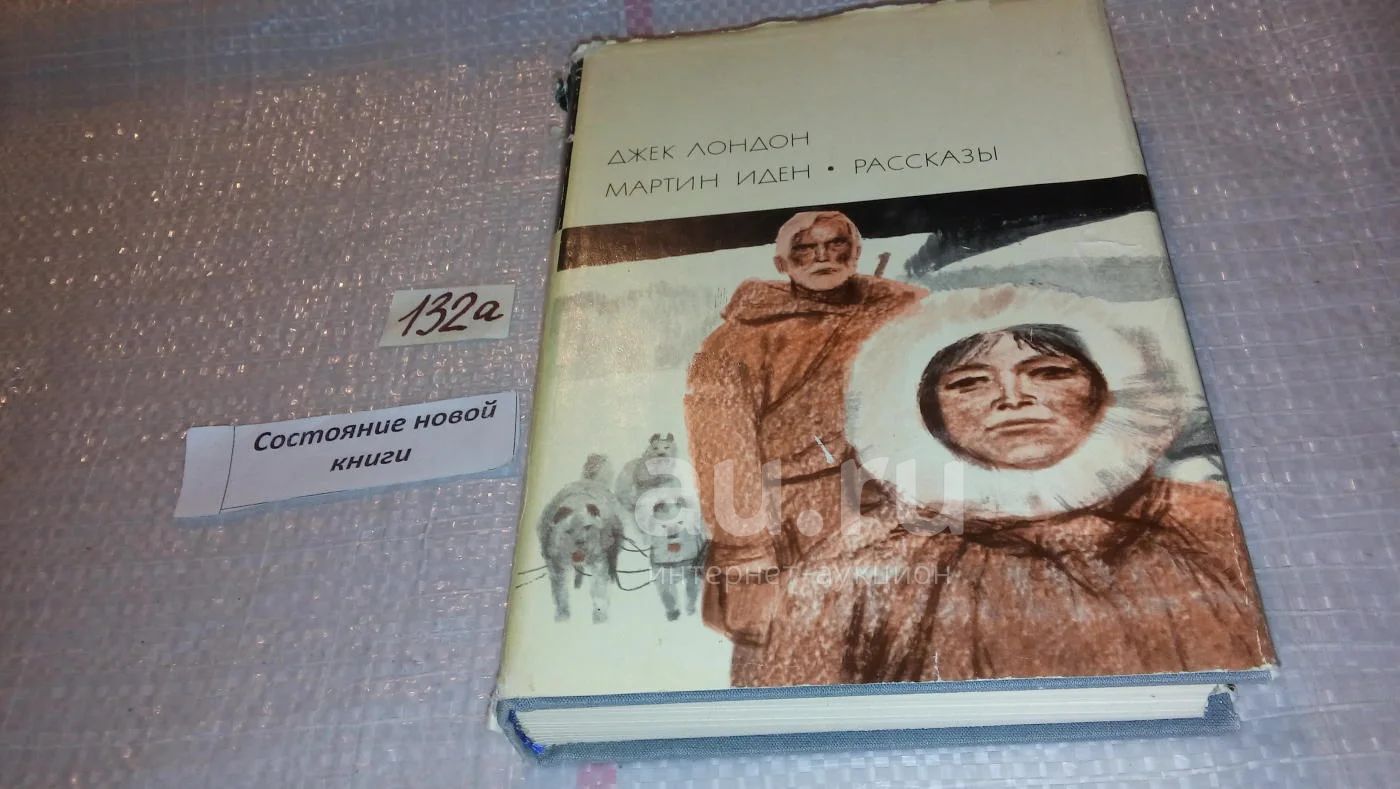 ДЖЕК ЛОНДОН
МАРТИН ИДЕН • РАССКАЗЫ
132а
Состояние новой
книги
au.ru
интернет-аукцион